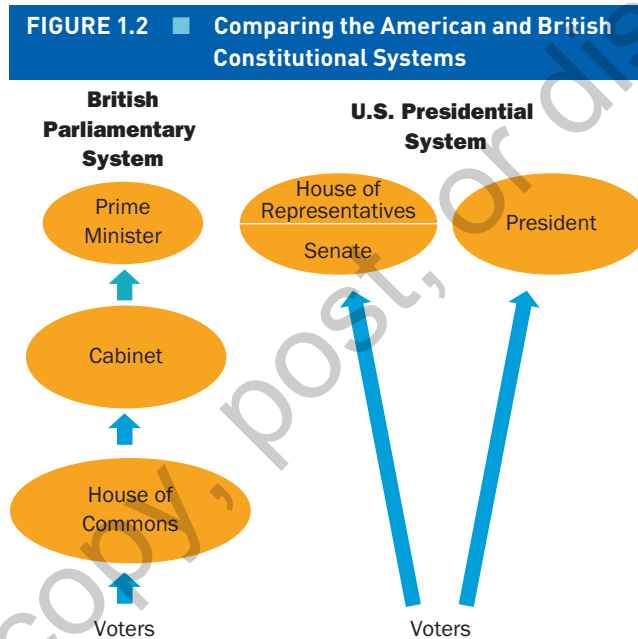 FIGURE 1.2 ■ Comparing the American and British
Constitutional Systems
British
Parliamentary
System
Prime
Minister
Cabinet
House of
Commons
Voters
U.S. Presidential
System
House of
Representatives
Senate
President
Voters
copy, post, or dis